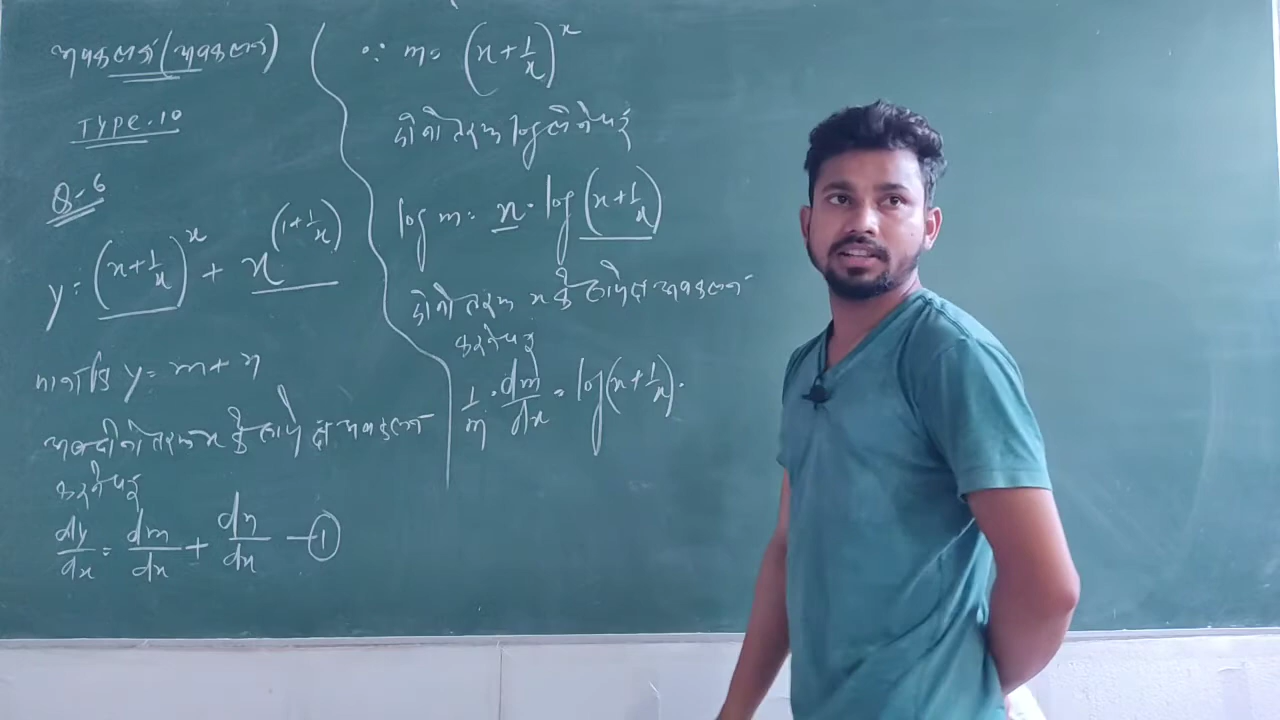 अवकलज (अवकलन)
TYPE.10
Q-6
y = (x+1/x)^x + x^(1+1/x)
माना कि y = m + n
अब दोनों तरफ x के सापेक्ष अवकलन
करने पर
dy/dx = dm/dx + dn/dx —①
∵ m = (x+1/x)^x
दोनों तरफ log लेने पर
log m = x · log (x+1/x)
दोनों तरफ x के सापेक्ष अवकलन
करने पर
1/m · dm/dx = log(x+1/x) ·